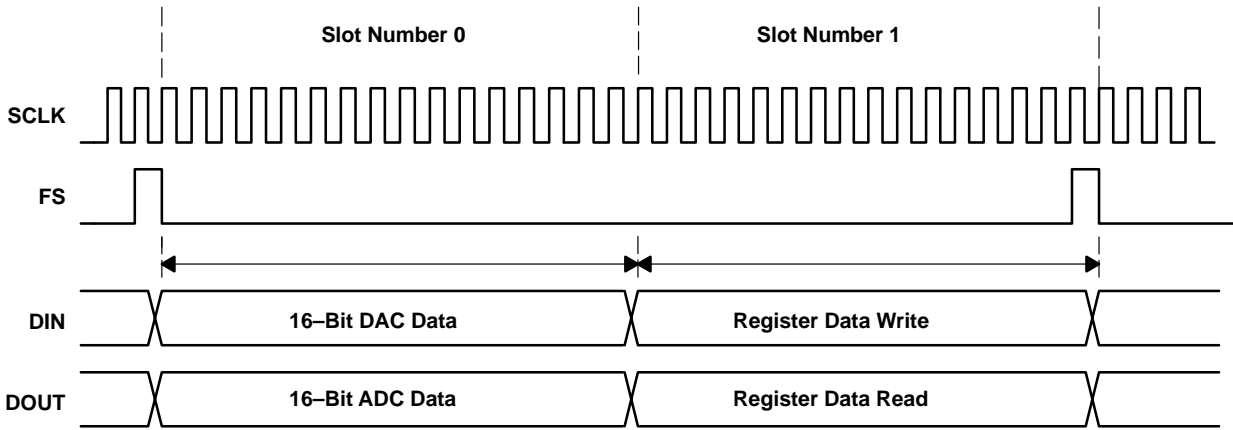 Slot Number 0
Slot Number 1
SCLK
FS
DIN
16–Bit DAC Data
Register Data Write
DOUT
16–Bit ADC Data
Register Data Read